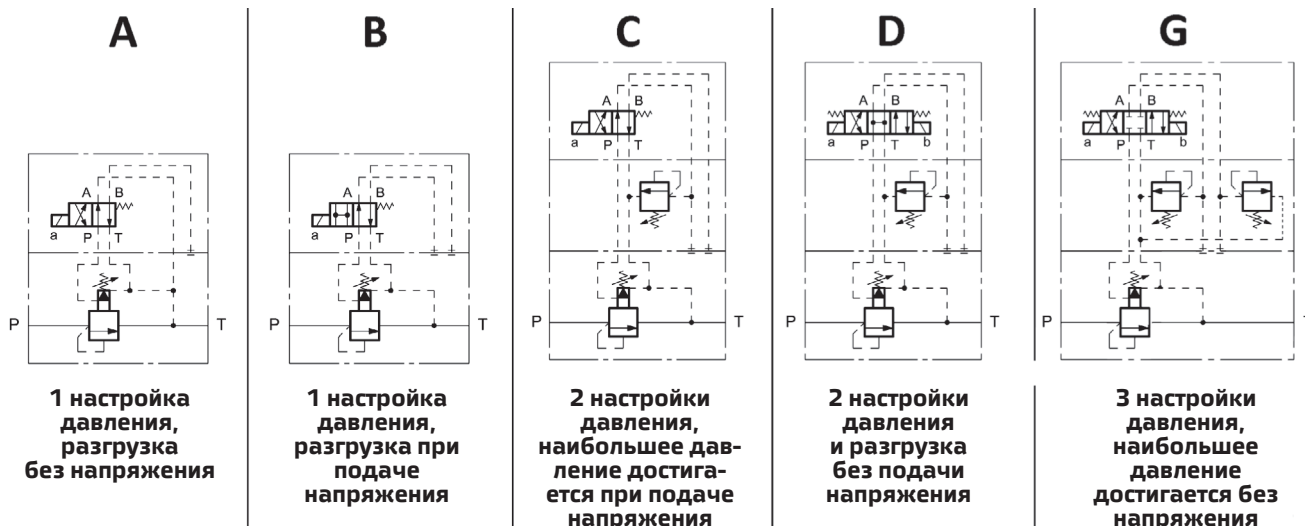 A
B
C
D
G
A B
a P T
P T
A B
a P T
P T
A B
a P T
P T
A B
a P T b
P T
A B
a P T b
P T
1 настройка
давления,
разгрузка
без напряжения
1 настройка
давления,
разгрузка при
подаче
напряжения
2 настройки
давления,
наибольшее дав-
ление достига-
ется при подаче
напряжения
2 настройки
давления
и разгрузка
без подачи
напряжения
3 настройки
давления,
наибольшее
давление
достигается без
напряжения